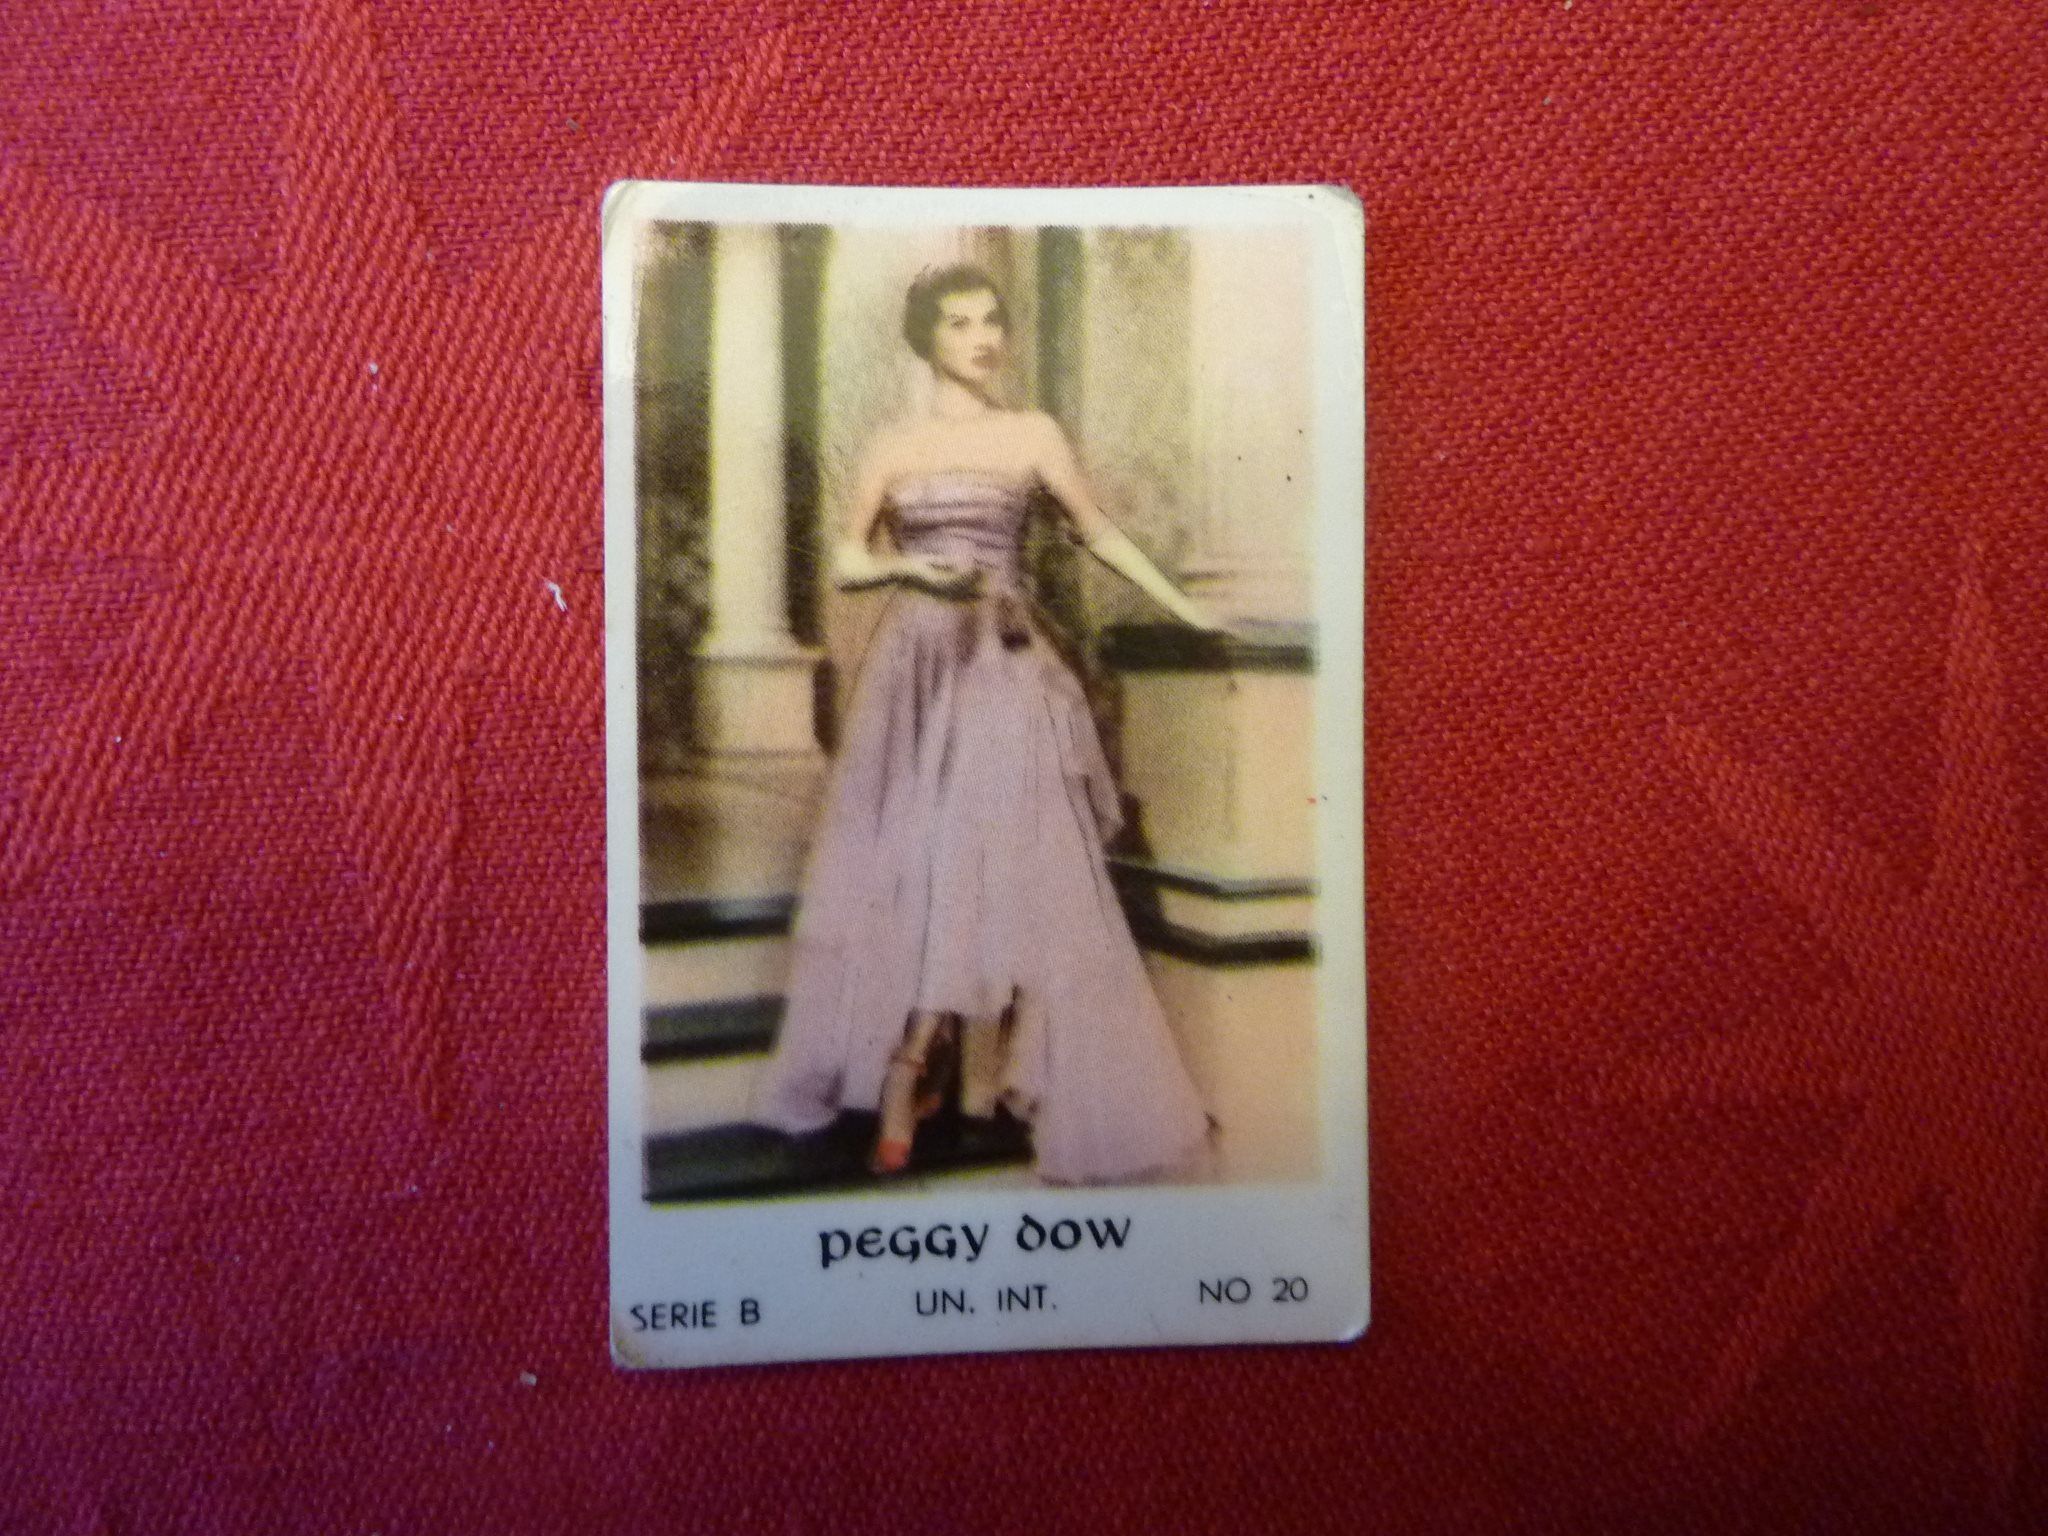 PEGGY DOW
UN. INT.
SERIE B
NO 20